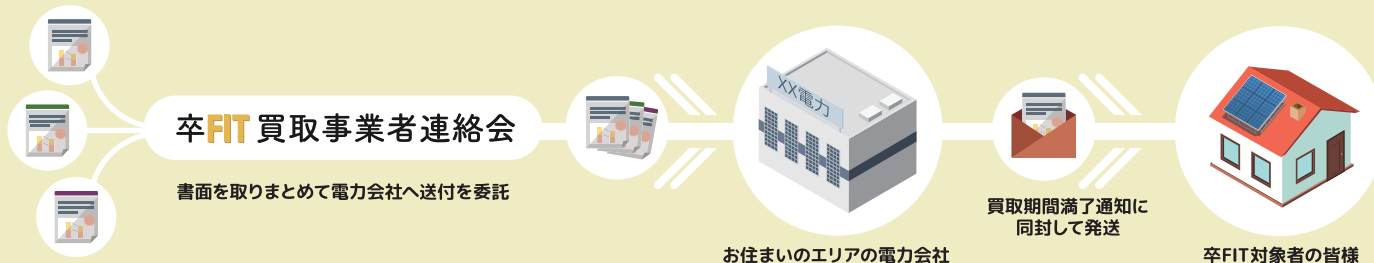 卒FIT買取事業者連絡会
書面を取りまとめて電力会社へ送付を委託
XX電力
お住まいのエリアの電力会社
買取期間満了通知に
同封して発送
卒FIT対象者の皆様